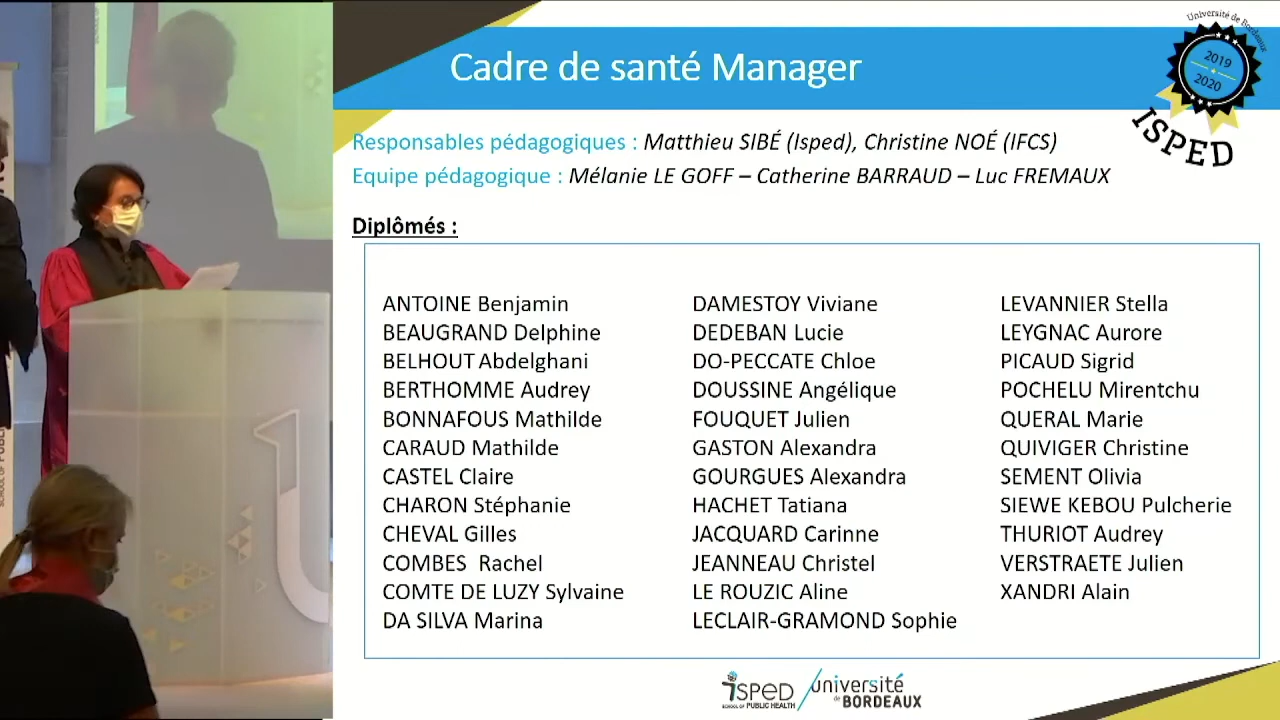 Cadre de santé Manager
Université de Bordeaux
2019
2020
ISPED
Responsables pédagogiques : Matthieu SIBÉ (Isped), Christine NOÉ (IFCS)
Equipe pédagogique : Mélanie LE GOFF – Catherine BARRAUD – Luc FREMAUX
Diplômés :
ANTOINE Benjamin
BEAUGRAND Delphine
BELHOUT Abdelghani
BERTHOMME Audrey
BONNAFOUS Mathilde
CARAUD Mathilde
CASTEL Claire
CHARON Stéphanie
CHEVAL Gilles
COMBES  Rachel
COMTE DE LUZY Sylvaine
DA SILVA Marina
DAMESTOY Viviane
DEDEBAN Lucie
DO-PECCATE Chloe
DOUSSINE Angélique
FOUQUET Julien
GASTON Alexandra
GOURGUES Alexandra
HACHET Tatiana
JACQUARD Carinne
JEANNEAU Christel
LE ROUZIC Aline
LECLAIR-GRAMOND Sophie
LEVANNIER Stella
LEYGNAC Aurore
PICAUD Sigrid
POCHELU Mirentchu
QUERAL Marie
QUIVIGER Christine
SEMENT Olivia
SIEWE KEBOU Pulcherie
THURIOT Audrey
VERSTRAETE Julien
XANDRI Alain
isped
SCHOOL OF PUBLIC HEALTH
université
de BORDEAUX